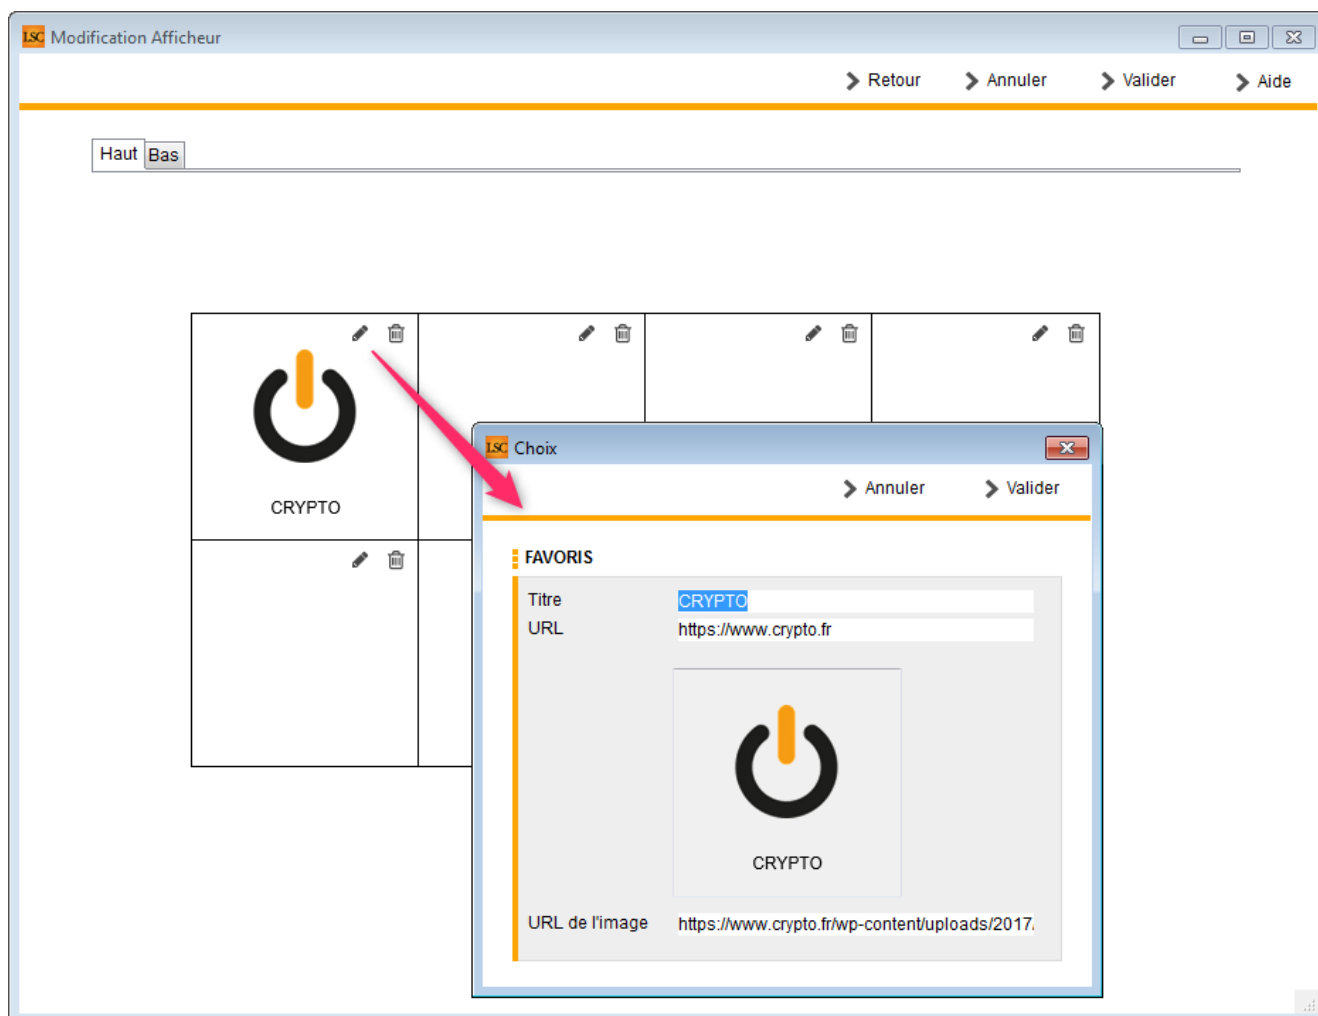 LSC Modification Afficheur
Retour Annuler Valider Aide
Haut Bas
CRYPTO
LSC Choix
Annuler Valider
FAVORIS
Titre CRYPTO
URL https://www.crypto.fr
CRYPTO
URL de l'image https://www.crypto.fr/wp-content/uploads/2017.